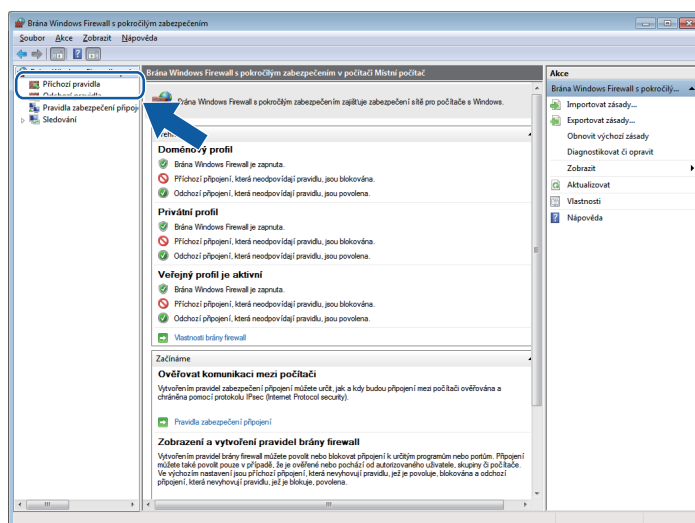 Brána Windows Firewall s pokročilým zabezpečením
Soubor Akce Zobrazit Nápověda
Příchozí pravidla
Odchozí pravidla
Pravidla zabezpečení připoj
Sledování
Brána Windows Firewall s pokročilým zabezpečením v počítači Místní počítač
Brána Windows Firewall s pokročilým zabezpečením zajišťuje zabezpečení sítě pro počítače s Windows.
Doménový profil
Brána Windows Firewall je zapnuta.
Příchozí připojení, která neodpovídají pravidlu, jsou blokována.
Odchozí připojení, která neodpovídají pravidlu, jsou povolena.
Privátní profil
Brána Windows Firewall je zapnuta.
Příchozí připojení, která neodpovídají pravidlu, jsou blokována.
Odchozí připojení, která neodpovídají pravidlu, jsou povolena.
Veřejný profil je aktivní
Brána Windows Firewall je zapnuta.
Příchozí připojení, která neodpovídají pravidlu, jsou blokována.
Odchozí připojení, která neodpovídají pravidlu, jsou povolena.
Vlastnosti brány firewall
Začínáme
Ověřovat komunikaci mezi počítači
Vytvořením pravidel zabezpečení připojení můžete určit, jak a kdy budou připojení mezi počítači ověřována a
chráněna pomocí protokolu IPsec (Internet Protocol security).
Pravidla zabezpečení připojení
Zobrazení a vytvoření pravidel brány firewall
Vytvořením pravidel brány firewall můžete povolit nebo blokovat připojení k určitým programům nebo portům. Připojení
můžete také povolit pouze v případě, že je ověřené nebo pochází od autorizovaného uživatele, skupiny či počítače.
Ve výchozím nastavení jsou příchozí připojení, která nevyhovují pravidlu, jež je povoluje, blokována a odchozí
připojení, která nevyhovují pravidlu, jež je blokuje, povolena.
Akce
Brána Windows Firewall s pokročilý...
Importovat zásady...
Exportovat zásady...
Obnovit výchozí zásady
Diagnostikovat či opravit
Zobrazit
Aktualizovat
Vlastnosti
Nápověda